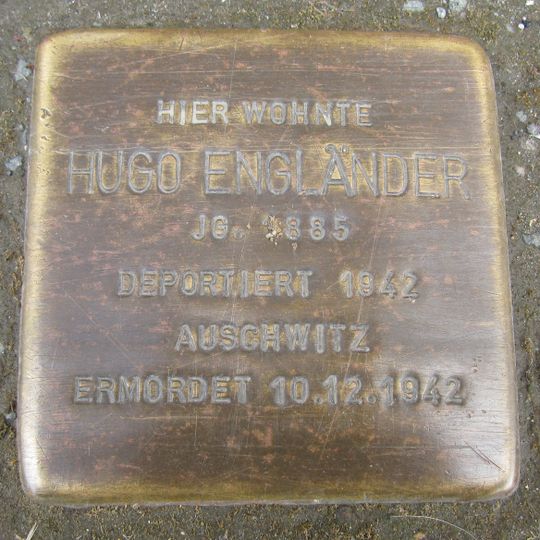 HIER WOHNTE
HUGO ENGLÄNDER
JG. 1885
DEPORTIERT 1942
AUSCHWITZ
ERMORDET 10.12.1942